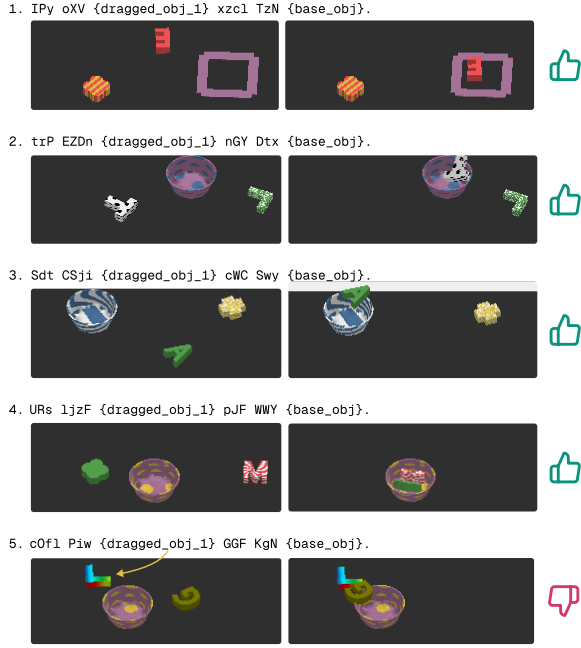 1. IPy oXV {dragged_obj_1} xzcl TzN {base_obj}.
2. trP EZDn {dragged_obj_1} nGY Dtx {base_obj}.
3. Sdt CSji {dragged_obj_1} cWC Swy {base_obj}.
4. URs ljzF {dragged_obj_1} pJF WWY {base_obj}.
5. cOfl Piw {dragged_obj_1} GGF KgN {base_obj}.